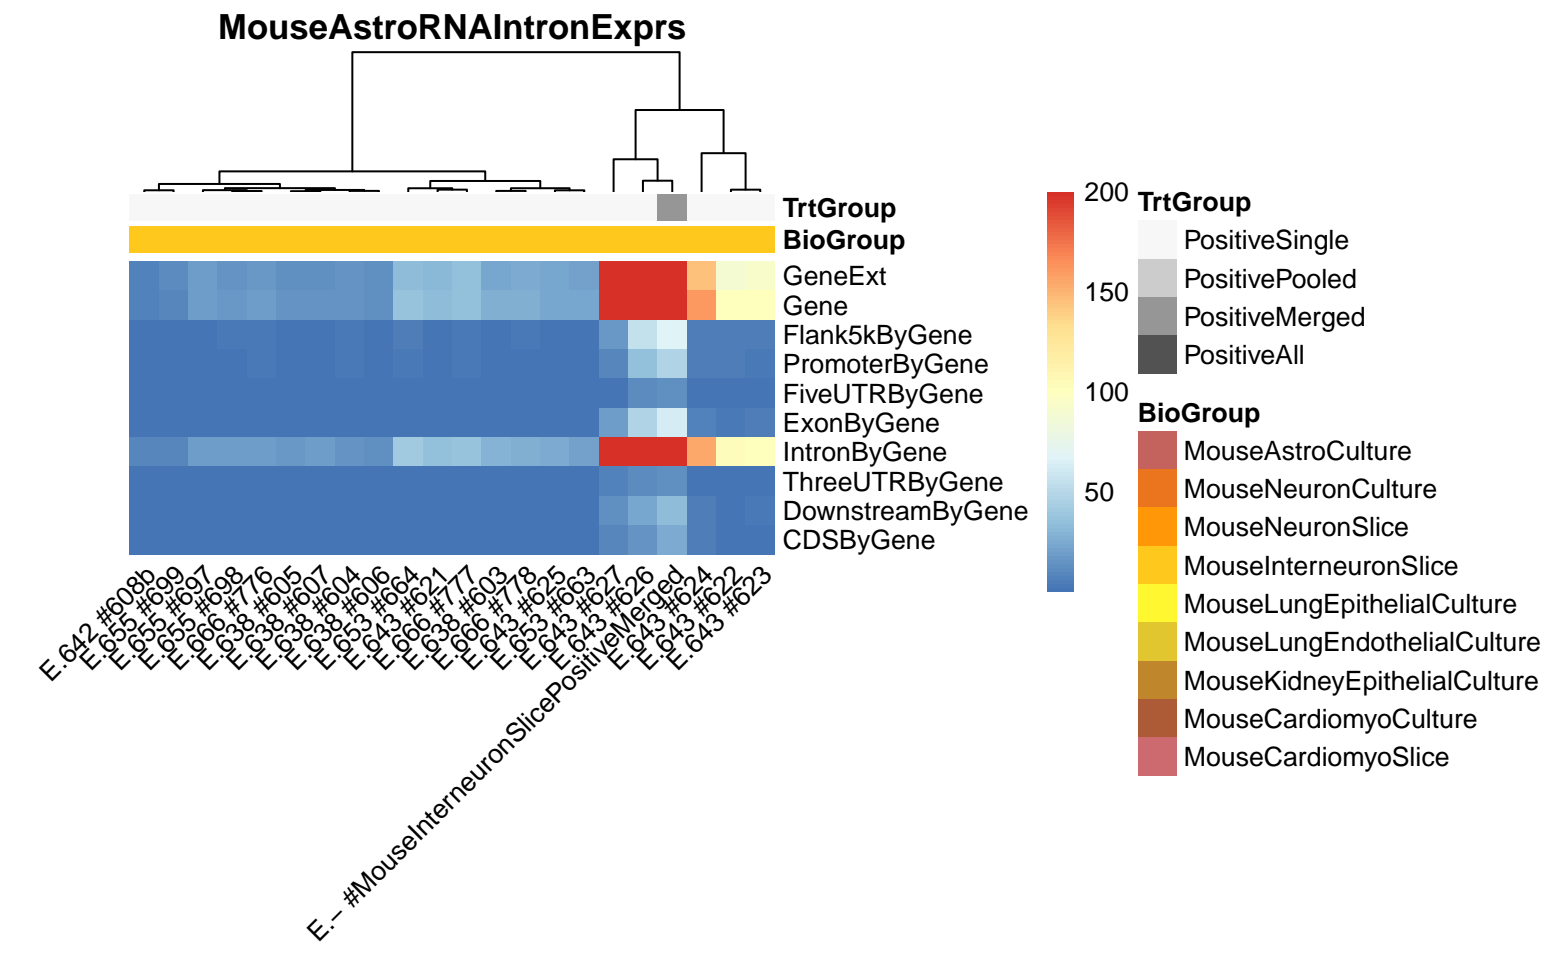 MouseAstroRNAIntronExprs
TrtGroup
BioGroup
GeneExt
Gene
Flank5kByGene
PromoterByGene
FiveUTRByGene
ExonByGene
IntronByGene
ThreeUTRByGene
DownstreamByGene
CDSByGene
E.642 #608b
E.655 #699
E.655 #697
E.655 #698
E.666 #776
E.638 #605
E.638 #607
E.638 #604
E.638 #606
E.653 #664
E.643 #621
E.666 #777
E.638 #603
E.666 #778
E.643 #625
E.653 #663
E.643 #627
E.643 #626
E.– #MouseInterneuronSlicePositiveMerged
E.643 #624
E.643 #622
E.643 #623
200
150
100
50
TrtGroup
PositiveSingle
PositivePooled
PositiveMerged
PositiveAll
BioGroup
MouseAstroCulture
MouseNeuronCulture
MouseNeuronSlice
MouseInterneuronSlice
MouseLungEpithelialCulture
MouseLungEndothelialCulture
MouseKidneyEpithelialCulture
MouseCardiomyoCulture
MouseCardiomyoSlice